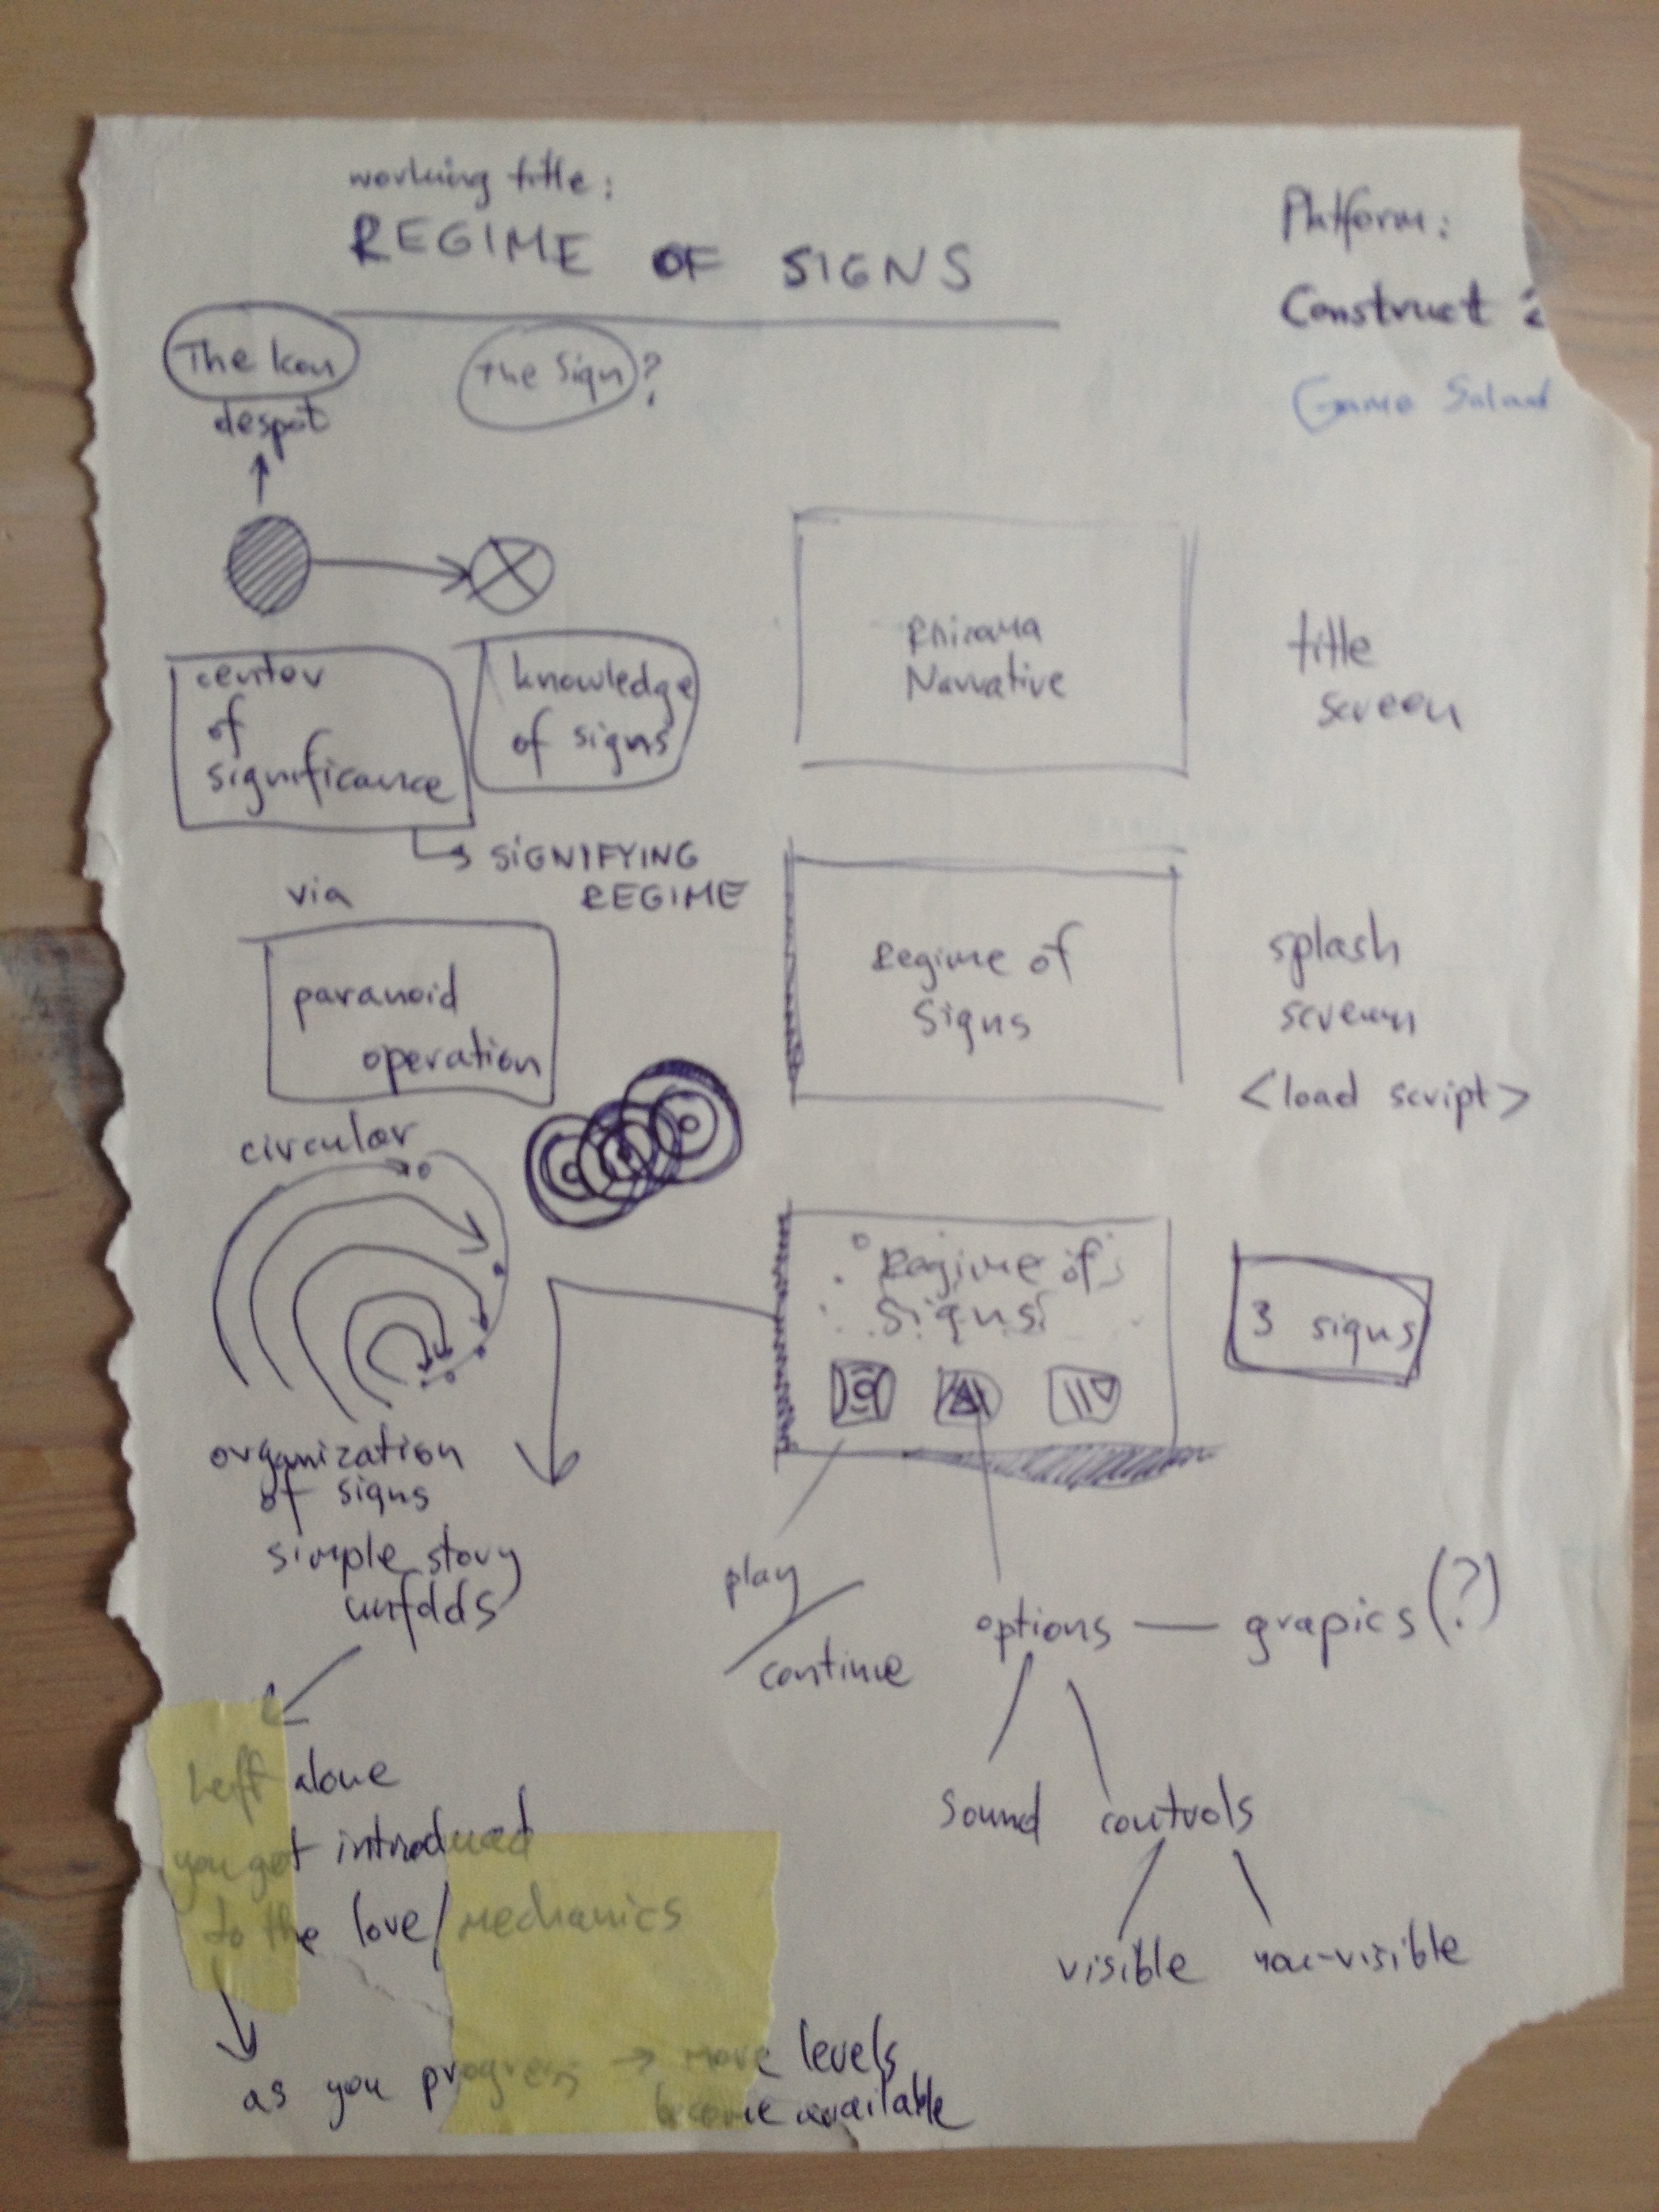 working title:
REGIME OF SIGNS
Platform:
Construct 2
Game Salad
The Icon
The Sign?
despot
center
of
significance
knowledge
of signs
SIGNIFYING
REGIME
via
paranoid
operation
circular
organization
of signs
simple story
unfolds
Left alone
you get introduced
to the lore/mechanics
as you progress → more levels
become available
Rhizoma
Narrative
title
screen
Regime of
Signs
splash
screen
<load script>
Regime of
Signs
3 signs
play
continue
options — grapics (?)
sound controls
visible non-visible